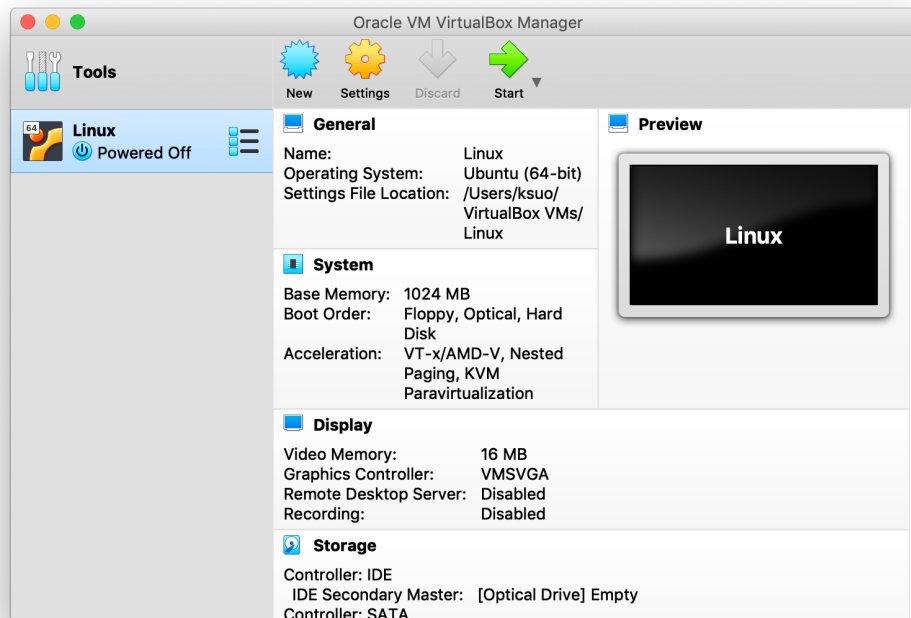 Oracle VM VirtualBox Manager
Tools
New
Settings
Discard
Start
64
Linux
Powered Off
General
Name: Linux
Operating System: Ubuntu (64-bit)
Settings File Location: /Users/ksuo/
VirtualBox VMs/
Linux
Preview
Linux
System
Base Memory: 1024 MB
Boot Order: Floppy, Optical, Hard
Disk
Acceleration: VT-x/AMD-V, Nested
Paging, KVM
Paravirtualization
Display
Video Memory: 16 MB
Graphics Controller: VMSVGA
Remote Desktop Server: Disabled
Recording: Disabled
Storage
Controller: IDE
IDE Secondary Master: [Optical Drive] Empty
Controller: SATA